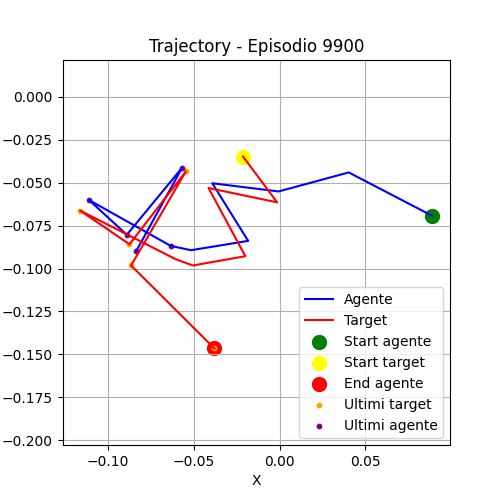 Trajectory - Episodio 9900
0.000
−0.025
−0.050
−0.075
−0.100
−0.125
−0.150
−0.175
−0.200
−0.10
−0.05
0.00
0.05
X
Agente
Target
Start agente
Start target
End agente
Ultimi target
Ultimi agente